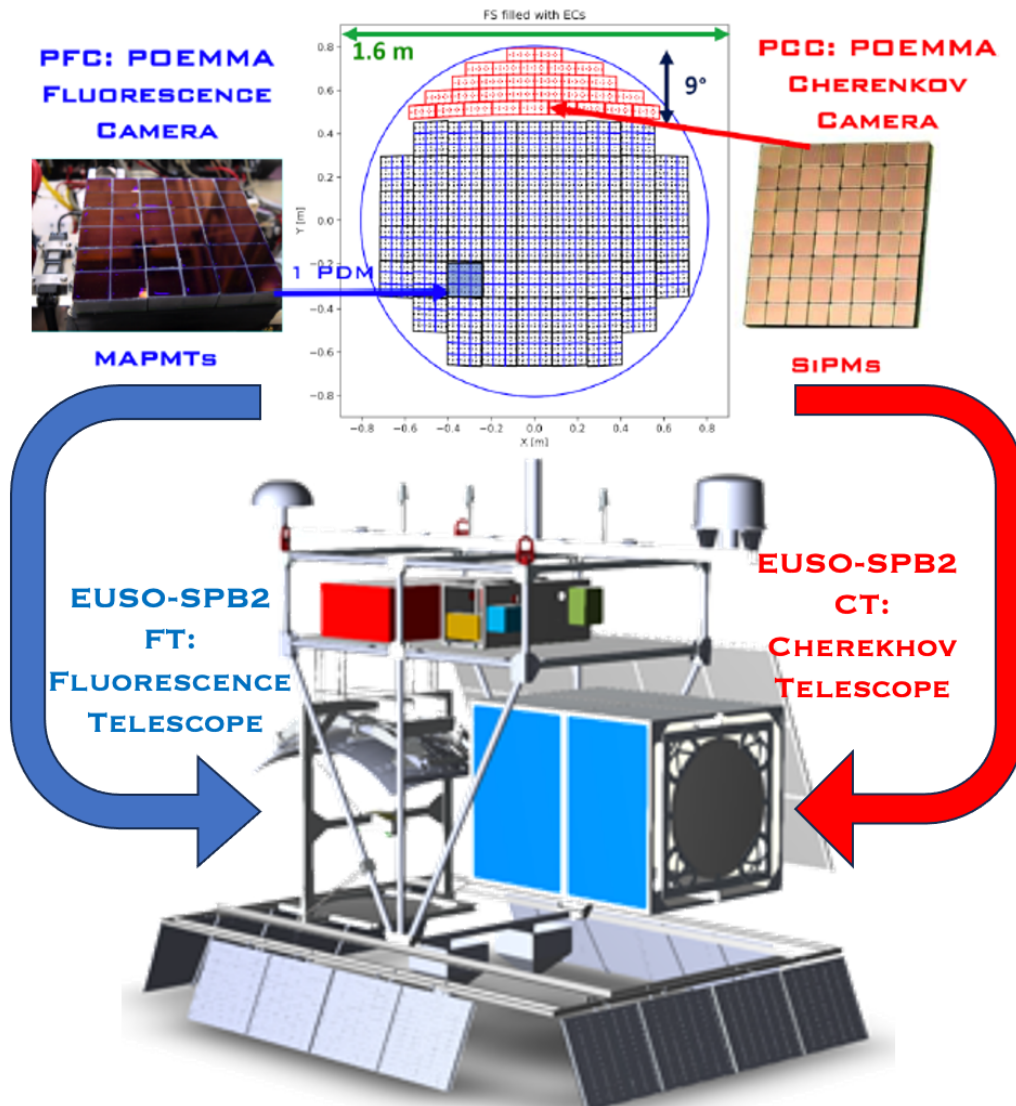 FS filled with ECs
1.6 m
9°
PFC: POEMMA
Fluorescence
Camera
PCC: POEMMA
Cherenkov
Camera
1 PDM
MAPMTs
SiPMs
Y [m]
0.8
0.6
0.4
0.2
0.0
−0.2
−0.4
−0.6
−0.8
−0.8 −0.6 −0.4 −0.2 0.0 0.2 0.4 0.6 0.8
X [m]
EUSO-SPB2
FT:
Fluorescence
Telescope
EUSO-SPB2
CT:
Cherekhov
Telescope